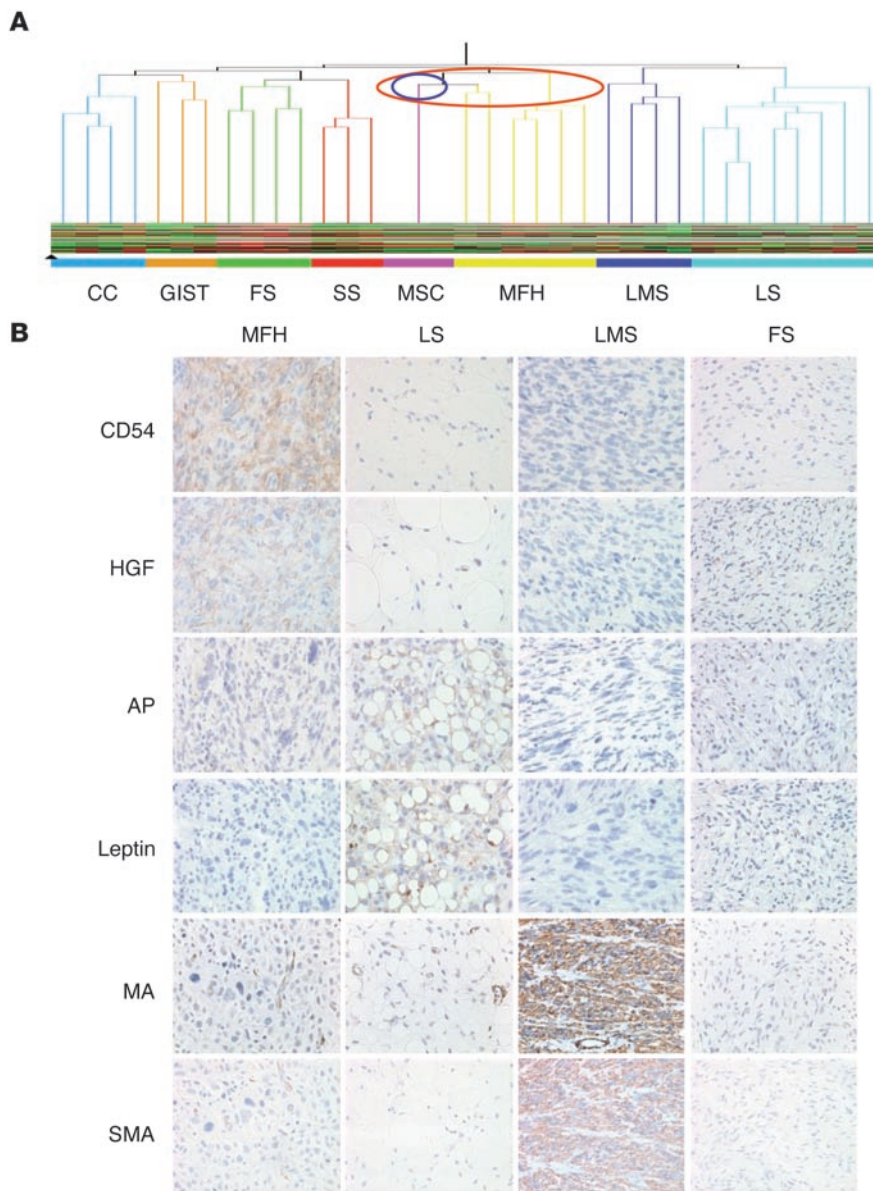 A
CC GIST FS SS MSC MFH LMS LS
B
MFH LS LMS FS
CD54
HGF
AP
Leptin
MA
SMA